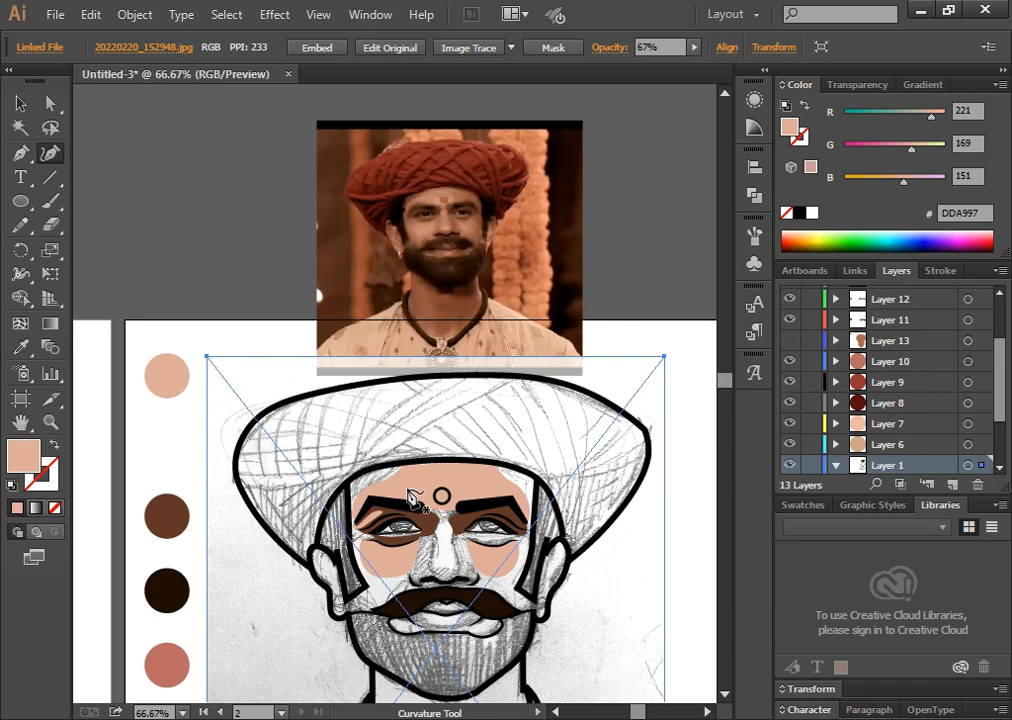 Ai File Edit Object Type Select Effect View Window Help Br Layout
Linked File 20220220_152948.jpg RGB PPI: 233 Embed Edit Original Image Trace Mask Opacity: 67% Align Transform
Untitled-3* @ 66.67% (RGB/Preview)
Color Transparency Gradient
R 221
G 169
B 151
# DDA997
Artboards Links Layers Stroke
Layer 12
Layer 11
Layer 13
Layer 10
Layer 9
Layer 8
Layer 7
Layer 6
Layer 1
13 Layers
Swatches Graphic Styles Libraries
To use Creative Cloud Libraries,
please sign in to Creative Cloud
Transform
Character Paragraph OpenType
66.67% 2 Curvature Tool